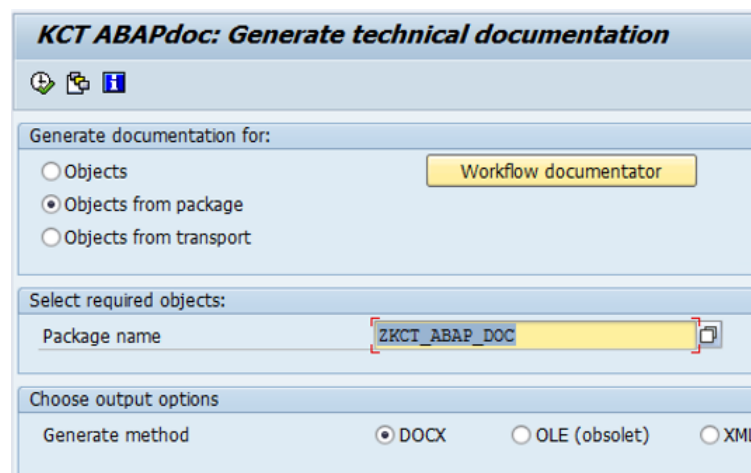 KCT ABAPdoc: Generate technical documentation
Generate documentation for:
Objects
Workflow documentator
Objects from package
Objects from transport
Select required objects:
Package name ZKCT_ABAP_DOC
Choose output options
Generate method DOCX OLE (obsolet) XML